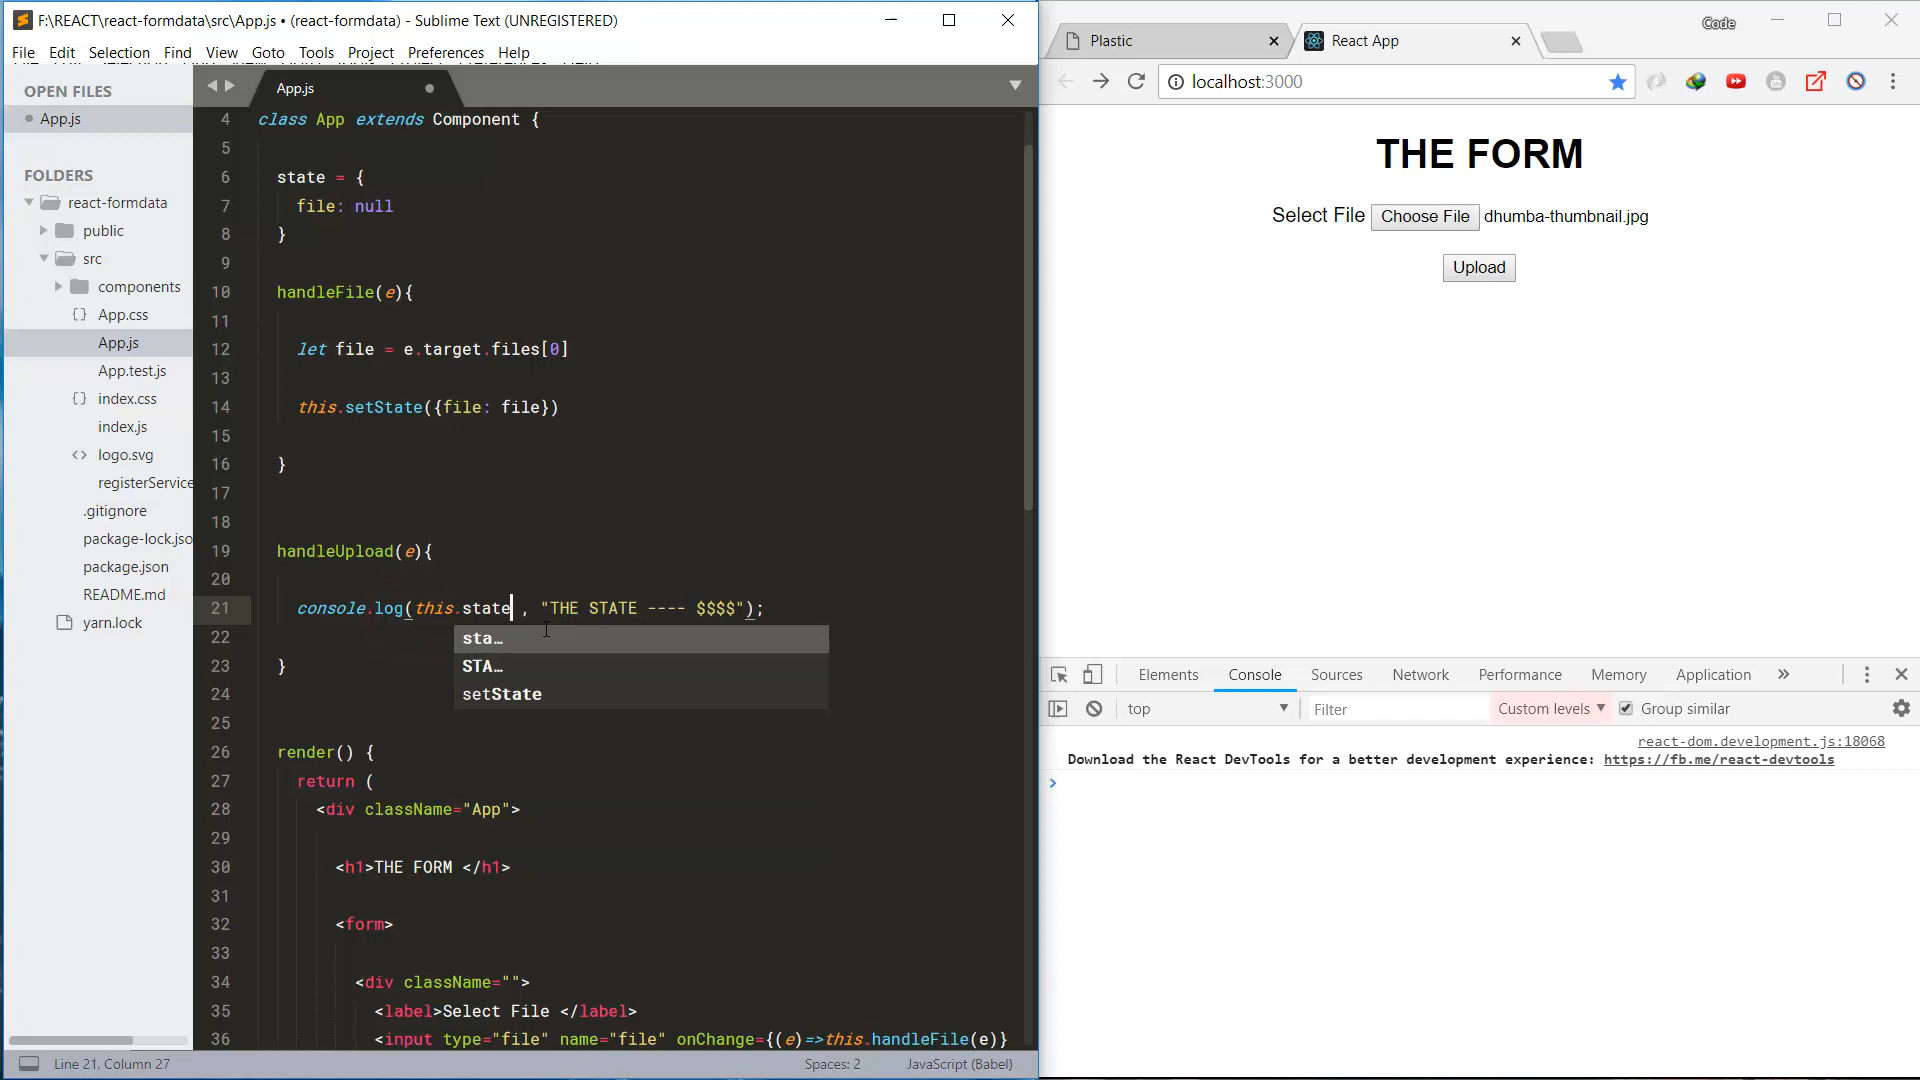 F:\REACT\react-formdata\src\App.js • (react-formdata) - Sublime Text (UNREGISTERED)
File Edit Selection Find View Goto Tools Project Preferences Help
OPEN FILES
App.js
FOLDERS
react-formdata
public
src
components
{} App.css
App.js
App.test.js
{} index.css
index.js
<> logo.svg
registerService
.gitignore
package-lock.jso
package.json
README.md
yarn.lock
App.js
4 class App extends Component {
5
6 state = {
7 file: null
8 }
9
10 handleFile(e){
11
12 let file = e.target.files[0]
13
14 this.setState({file: file})
15
16 }
17
18
19 handleUpload(e){
20
21 console.log(this.state , "THE STATE ---- $$$$");
22
23 }
24
25
26 render() {
27 return (
28 <div className="App">
29
30 <h1>THE FORM </h1>
31
32 <form>
33
34 <div className="">
35 <label>Select File </label>
36 <input type="file" name="file" onChange={(e)=>this.handleFile(e)}
sta…
STA…
setState
Line 21, Column 27
Spaces: 2
JavaScript (Babel)
Code
Plastic
React App
localhost:3000
THE FORM
Select File Choose File dhumba-thumbnail.jpg
Upload
Elements Console Sources Network Performance Memory Application »
top Filter Custom levels Group similar
react-dom.development.js:18068
Download the React DevTools for a better development experience: https://fb.me/react-devtools
>